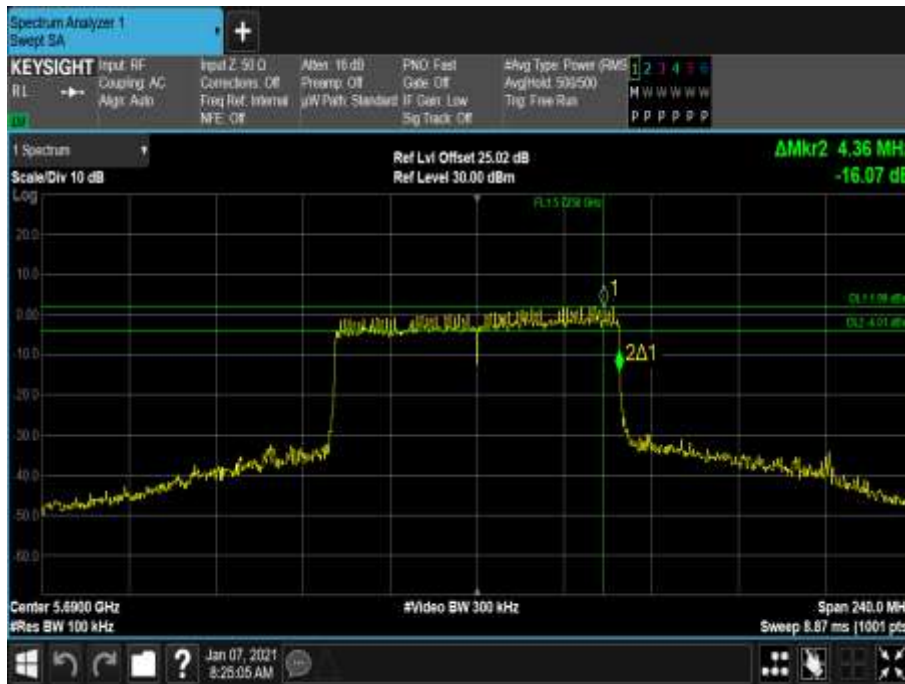 Spectrum Analyzer 1
Swept SA
+
KEYSIGHT
RL
Input: RF
Coupling: AC
Align: Auto
Input Z: 50 Ω
Corrections: Off
Freq Ref: Internal
NFE: Off
Atten: 16 dB
Preamp: Off
µW Path: Standard
PNO: Fast
Gate: Off
IF Gain: Low
Sig Track: Off
#Avg Type: Power (RMS
Avg|Hold: 500/500
Trig: Free Run
1 2 3 4 5 6
M W W W W W
P P P P P P
1 Spectrum
Scale/Div 10 dB
Ref Lvl Offset 25.02 dB
Ref Level 30.00 dBm
ΔMkr2 4.36 MH
-16.07 dB
Log
20.0
10.0
0.00
-10.0
-20.0
-30.0
-40.0
-50.0
-60.0
1
2Δ1
Center 5.6900 GHz
#Res BW 100 kHz
#Video BW 300 kHz
Span 240.0 MH
Sweep 8.87 ms (1001 pts
?
Jan 07, 2021
8:25:05 AM